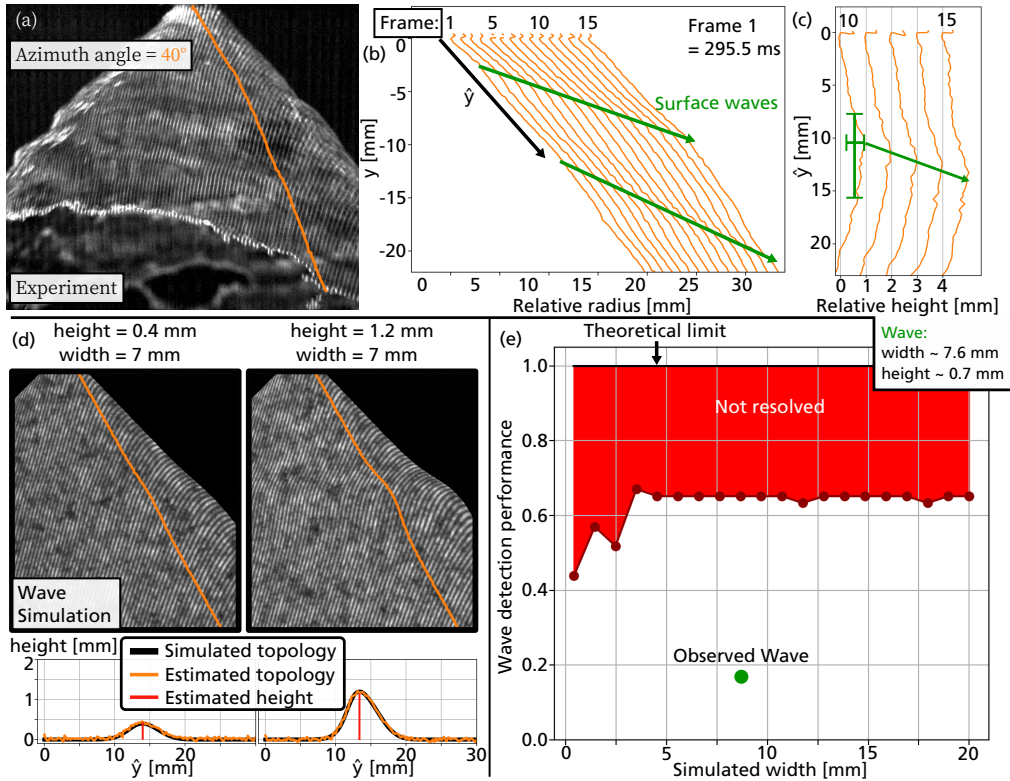 (a)
Azimuth angle = 40°
Experiment
(b)
Frame: 1 5 10 15
Frame 1
= 295.5 ms
ŷ
Surface waves
y [mm]
0
-5
-10
-15
-20
0 5 10 15 20 25 30
Relative radius [mm]
(c)
10 15
ŷ [mm]
0
5
10
15
20
0 1 2 3 4
Relative height [mm]
(d)
height = 0.4 mm
width = 7 mm
height = 1.2 mm
width = 7 mm
Wave
Simulation
height [mm]
Simulated topology
Estimated topology
Estimated height
2
1
0
0 10 20 0 10 20 30
ŷ [mm] ŷ [mm]
(e)
Theoretical limit
Wave:
width ~ 7.6 mm
height ~ 0.7 mm
Not resolved
Observed Wave
Wave detection performance
1.0
0.8
0.6
0.4
0.2
0.0
0 5 10 15 20
Simulated width [mm]